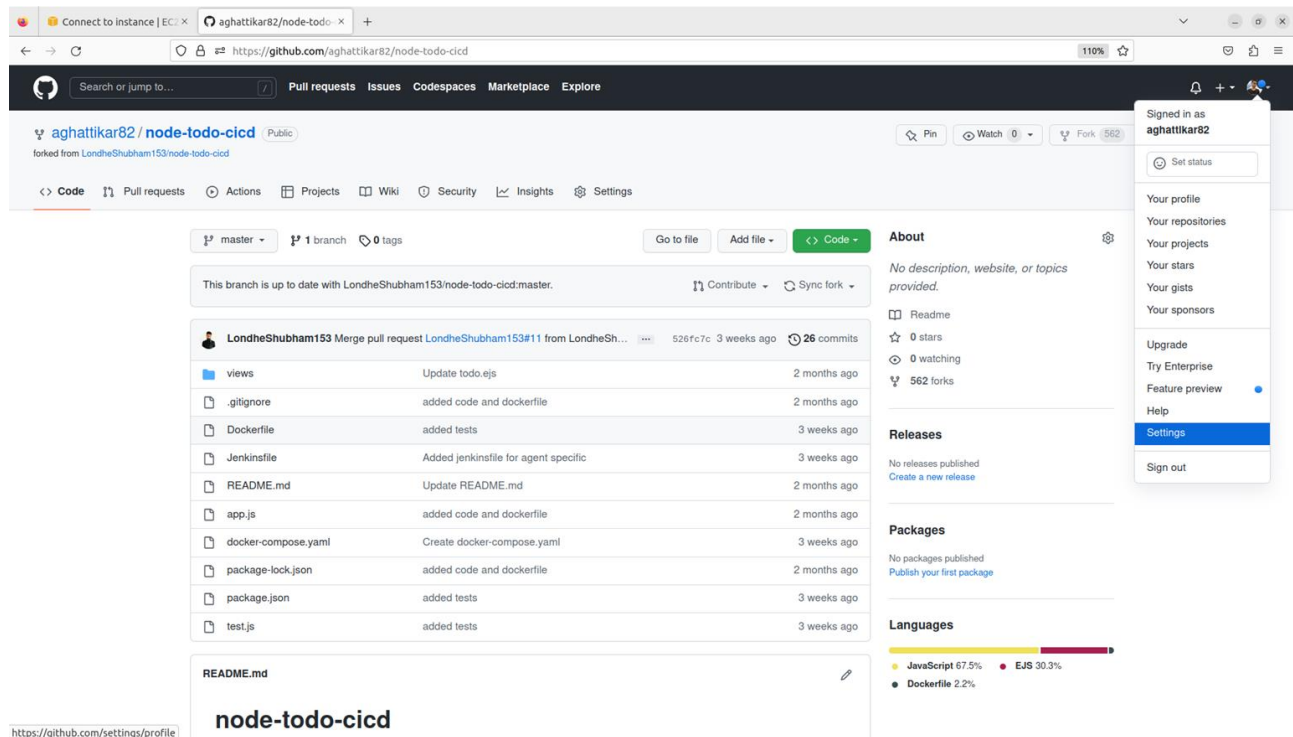 Connect to instance | EC2
aghattikar82/node-todo-
https://github.com/aghattikar82/node-todo-cicd
110%
Search or jump to...
/
Pull requests Issues Codespaces Marketplace Explore
aghattikar82 / node-todo-cicd Public
forked from LondheShubham153/node-todo-cicd
Pin
Watch 0
Fork 562
Code Pull requests Actions Projects Wiki Security Insights Settings
master 1 branch 0 tags
Go to file Add file Code
This branch is up to date with LondheShubham153/node-todo-cicd:master. Contribute Sync fork
LondheShubham153 Merge pull request LondheShubham153#11 from LondheSh... ... 526fc7c 3 weeks ago 26 commits
views Update todo.ejs 2 months ago
.gitignore added code and dockerfile 2 months ago
Dockerfile added tests 3 weeks ago
Jenkinsfile Added jenkinsfile for agent specific 3 weeks ago
README.md Update README.md 2 months ago
app.js added code and dockerfile 2 months ago
docker-compose.yaml Create docker-compose.yaml 3 weeks ago
package-lock.json added code and dockerfile 2 months ago
package.json added tests 3 weeks ago
test.js added tests 3 weeks ago
README.md
node-todo-cicd
About
No description, website, or topics
provided.
Readme
0 stars
0 watching
562 forks
Releases
No releases published
Create a new release
Packages
No packages published
Publish your first package
Languages
JavaScript 67.5% EJS 30.3%
Dockerfile 2.2%
Signed in as
aghattikar82
Set status
Your profile
Your repositories
Your projects
Your stars
Your gists
Your sponsors
Upgrade
Try Enterprise
Feature preview
Help
Settings
Sign out
https://github.com/settings/profile